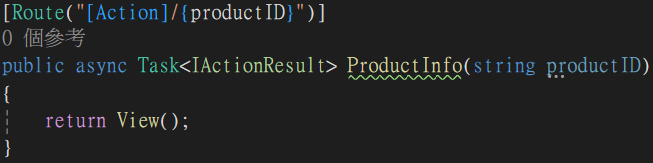 [Route("[Action]/{productID}")]
0 個參考
public async Task<IActionResult> ProductInfo(string productID)
{
return View();
}